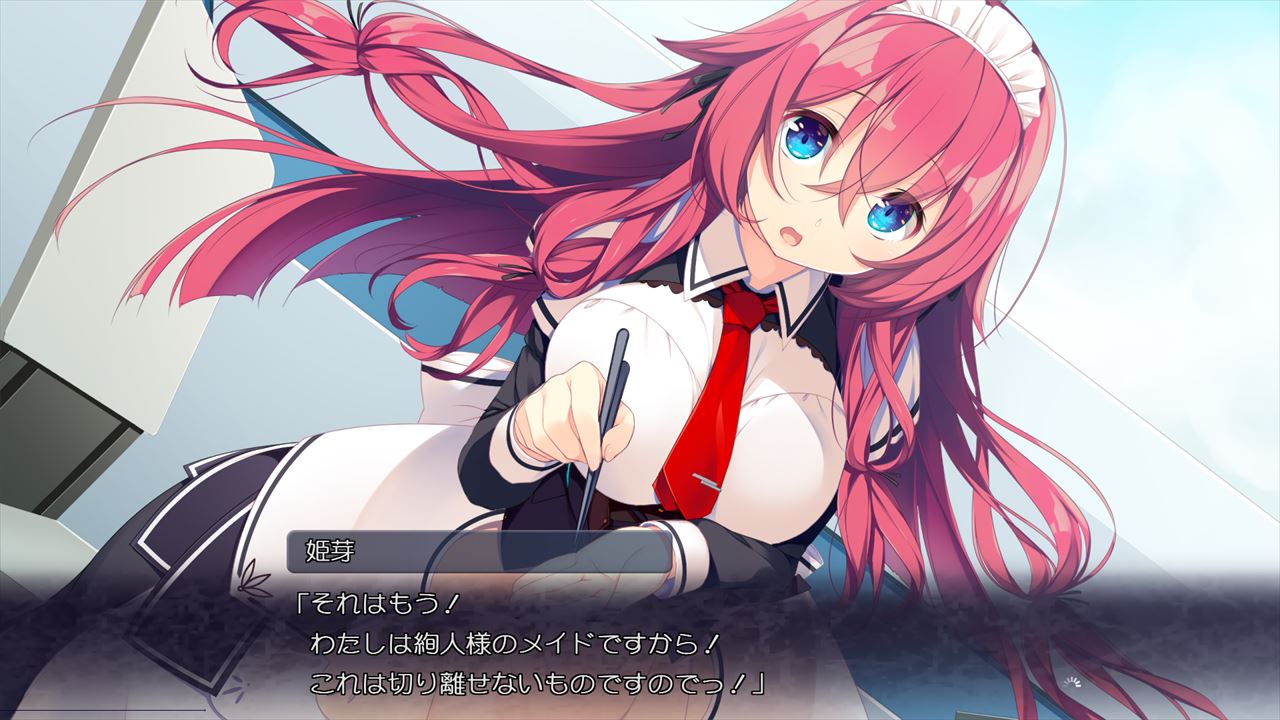 姫芽
「それはもう！
わたしは絢人様のメイドですから！
これは切り離せないものですのでっ！」